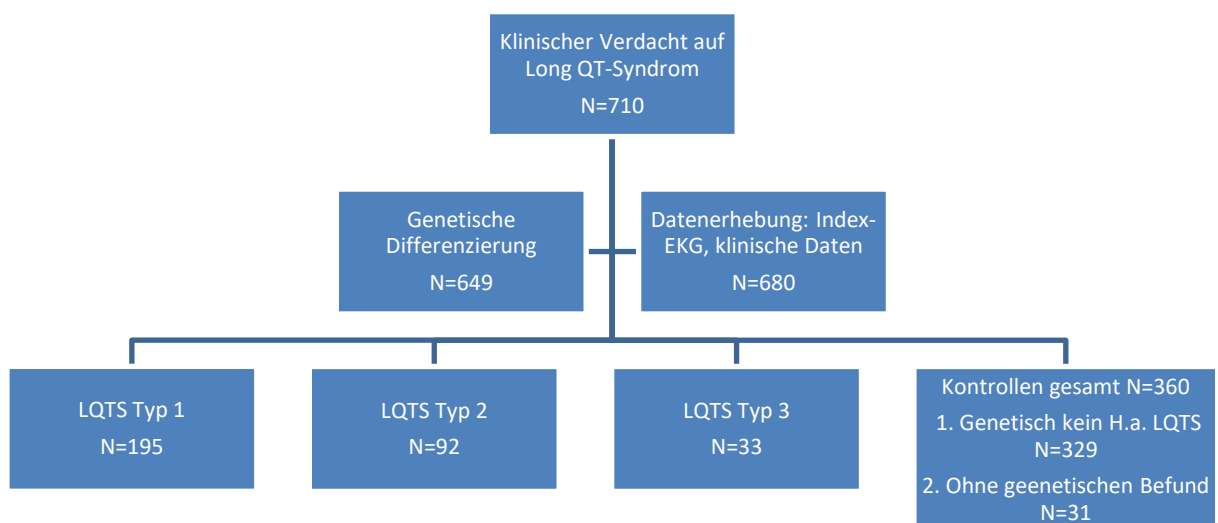 Klinischer Verdacht auf
Long QT-Syndrom
N=710
Genetische
Differenzierung
N=649
Datenerhebung: Index-
EKG, klinische Daten
N=680
LQTS Typ 1
N=195
LQTS Typ 2
N=92
LQTS Typ 3
N=33
Kontrollen gesamt N=360
1. Genetisch kein H.a. LQTS
N=329
2. Ohne geenetischen Befund
N=31